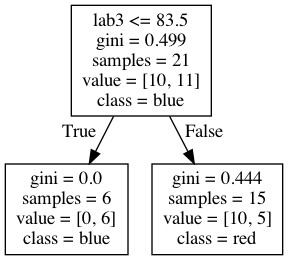 lab3 <= 83.5
gini = 0.499
samples = 21
value = [10, 11]
class = blue
True
False
gini = 0.0
samples = 6
value = [0, 6]
class = blue
gini = 0.444
samples = 15
value = [10, 5]
class = red